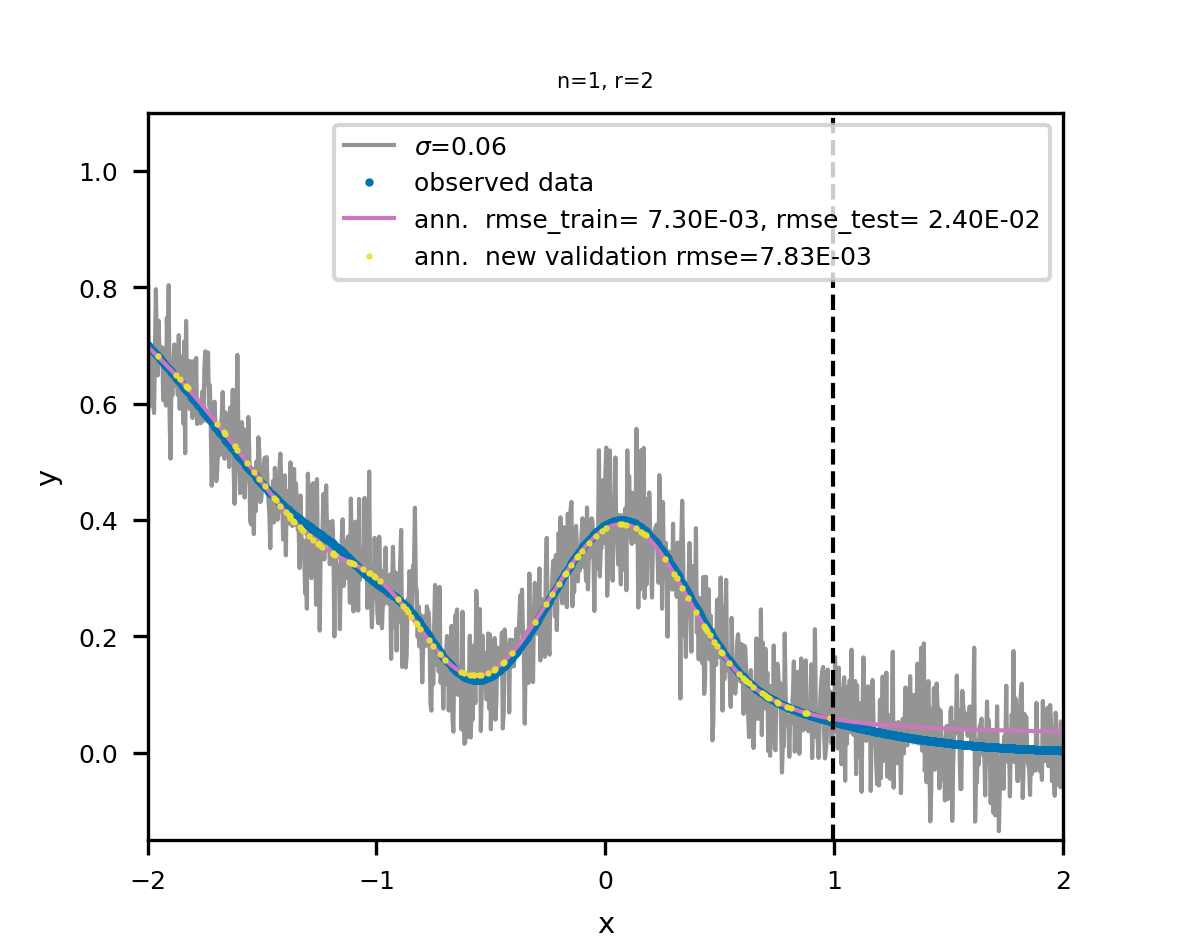 n=1, r=2
σ=0.06
observed data
ann.  rmse_train= 7.30E-03, rmse_test= 2.40E-02
ann.  new validation rmse=7.83E-03
1.0
0.8
0.6
0.4
0.2
0.0
y
−2
−1
0
1
2
x